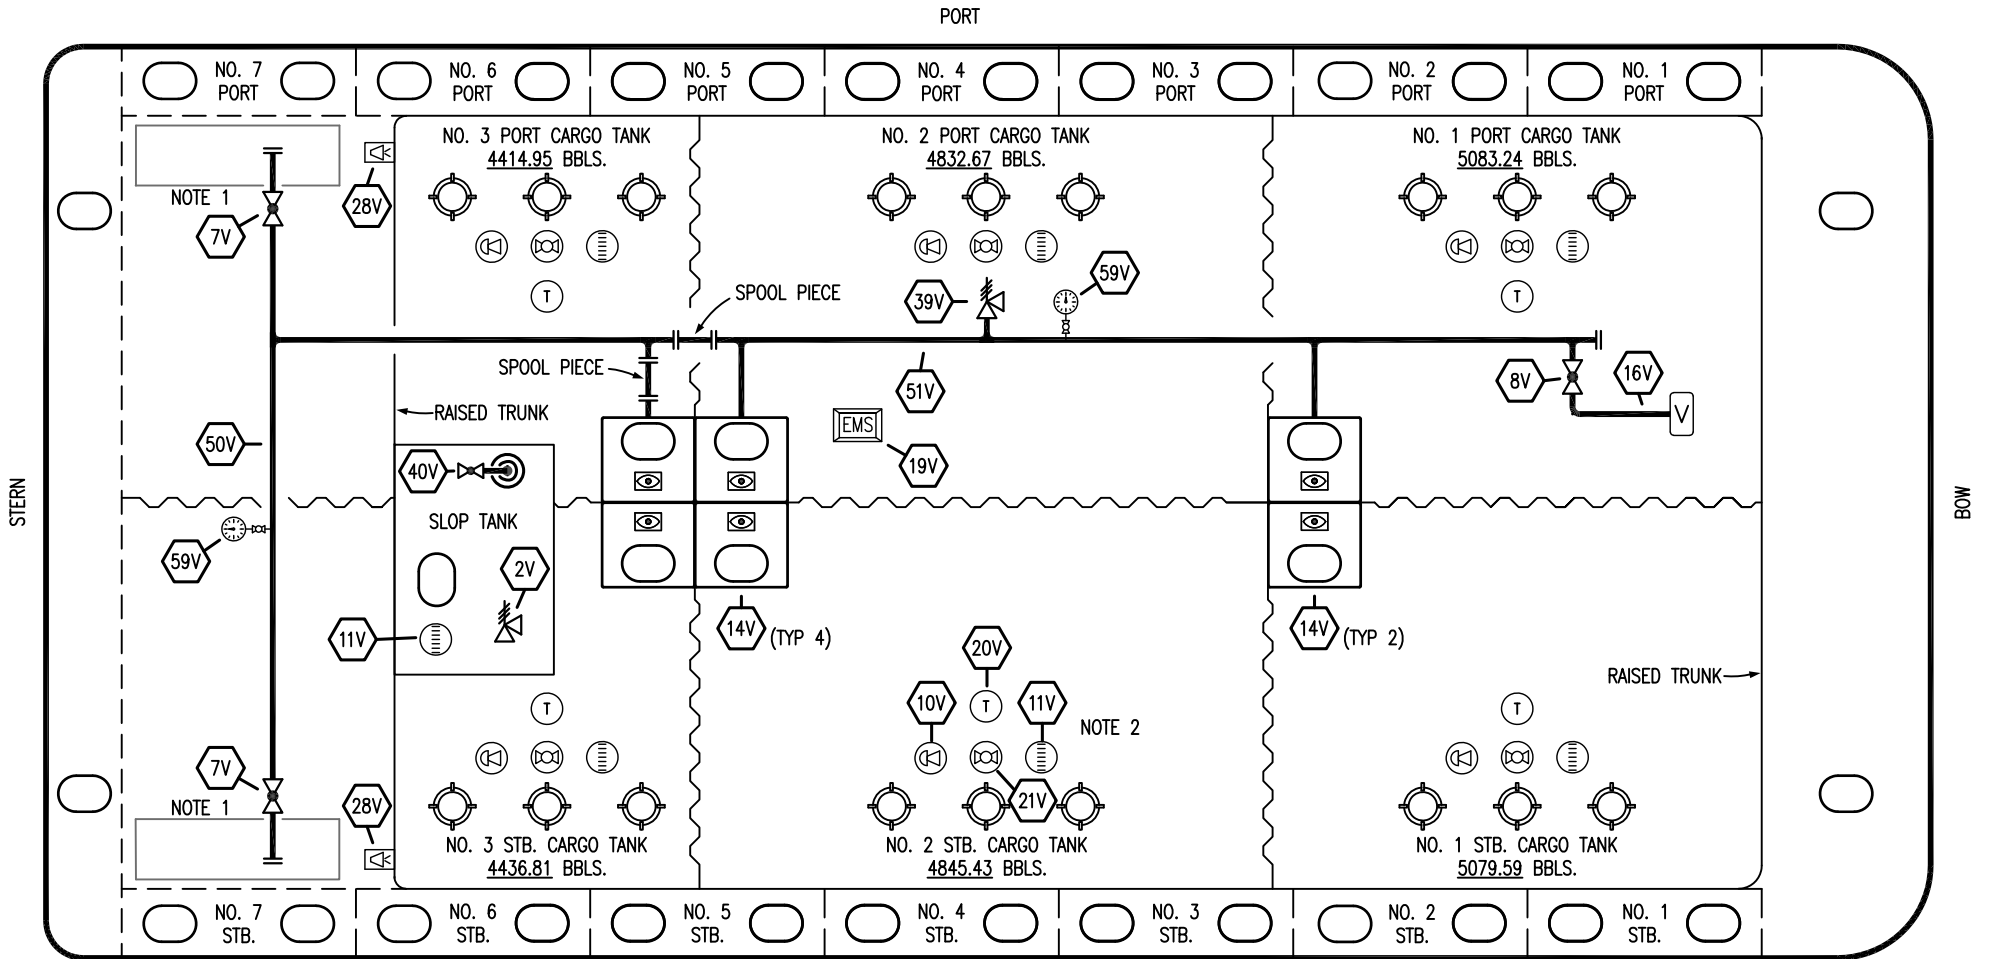 PORT
NO. 7
PORT
NO. 6
PORT
NO. 5
PORT
NO. 4
PORT
NO. 3
PORT
NO. 2
PORT
NO. 1
PORT
NO. 3 PORT CARGO TANK
4414.95 BBLS.
NO. 2 PORT CARGO TANK
4832.67 BBLS.
NO. 1 PORT CARGO TANK
5083.24 BBLS.
NOTE 1
28V
7V
T
T
SPOOL PIECE
39V
59V
SPOOL PIECE
51V
8V
16V
V
RAISED TRUNK
EMS
19V
50V
40V
STERN
BOW
SLOP TANK
59V
2V
11V
14V
(TYP 4)
14V
(TYP 2)
20V
RAISED TRUNK
10V
T
11V
NOTE 2
T
T
7V
NOTE 1
28V
21V
NO. 3 STB. CARGO TANK
4436.81 BBLS.
NO. 2 STB. CARGO TANK
4845.43 BBLS.
NO. 1 STB. CARGO TANK
5079.59 BBLS.
NO. 7
STB.
NO. 6
STB.
NO. 5
STB.
NO. 4
STB.
NO. 3
STB.
NO. 2
STB.
NO. 1
STB.